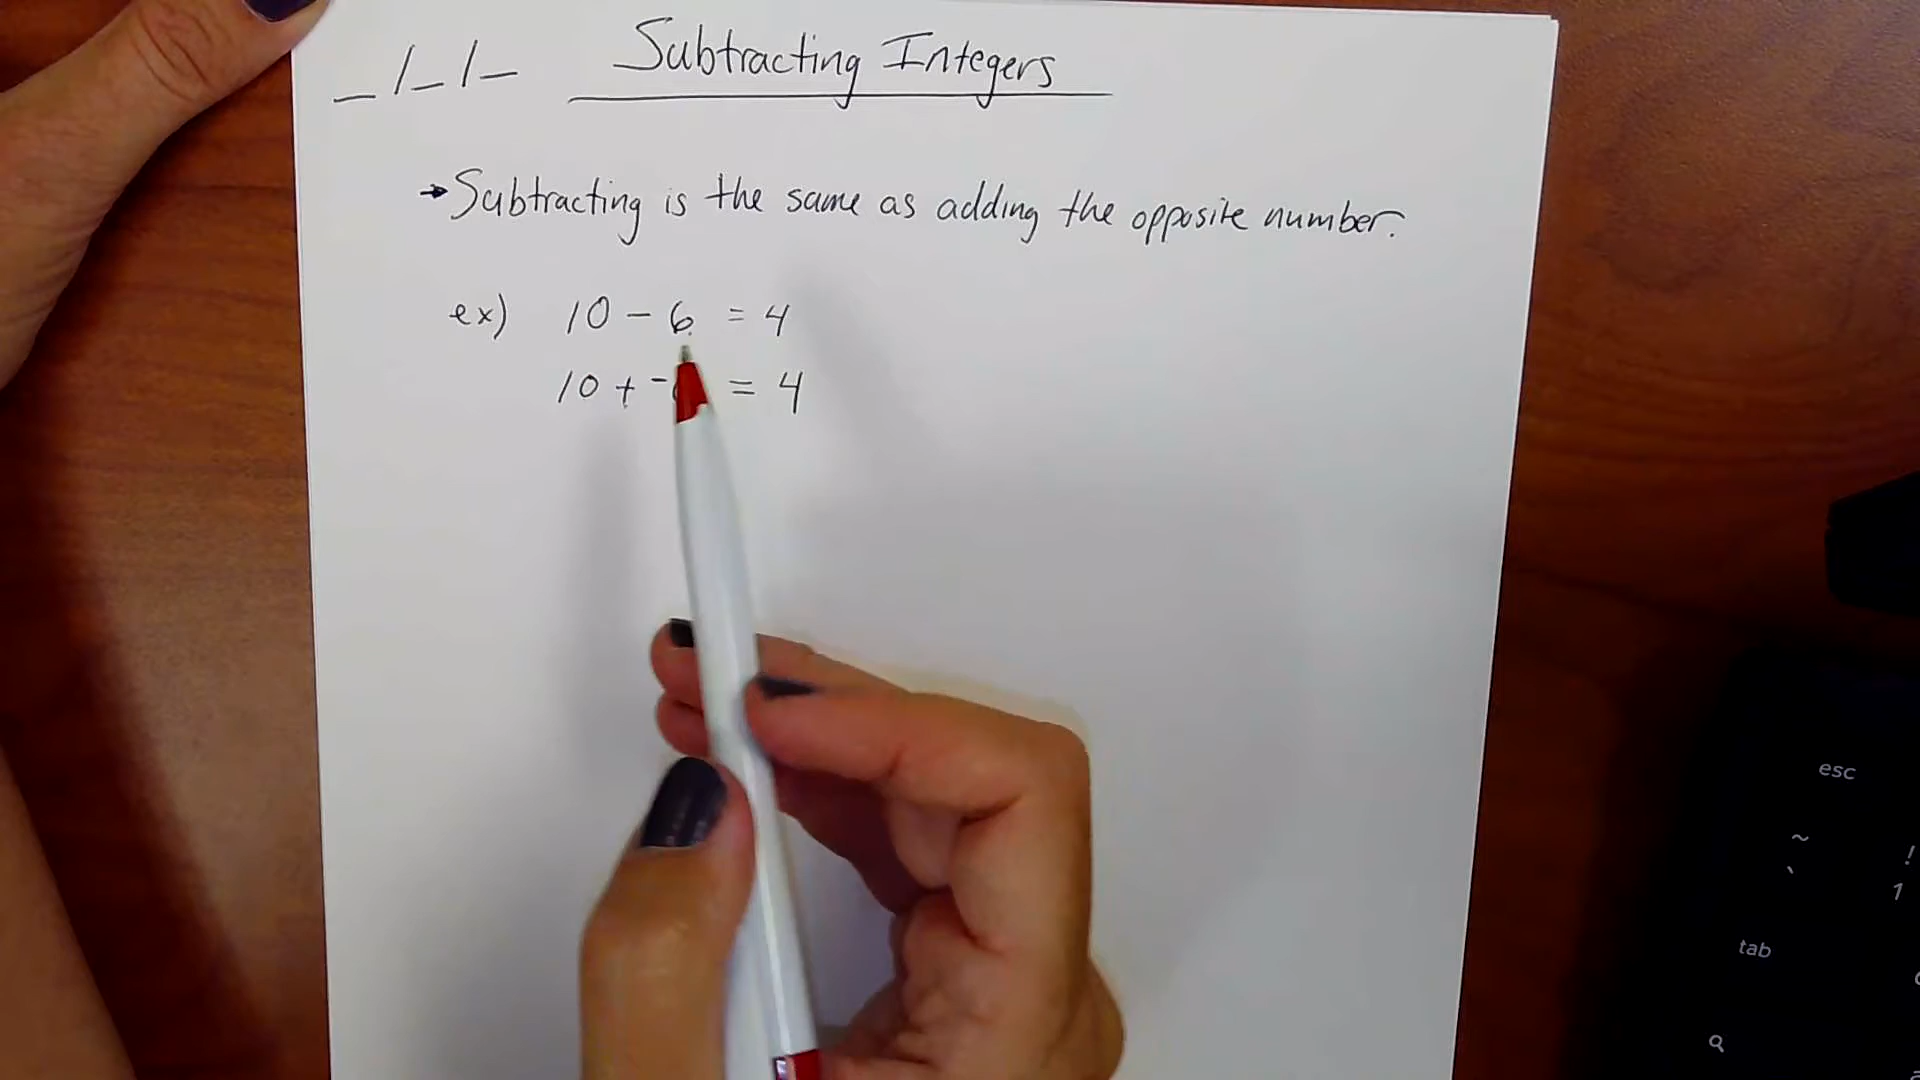 _/_/_ Subtracting Integers
→Subtracting is the same as adding the opposite number.
ex) 10 - 6 = 4
10 + - = 4
esc
~
`
!
1
tab